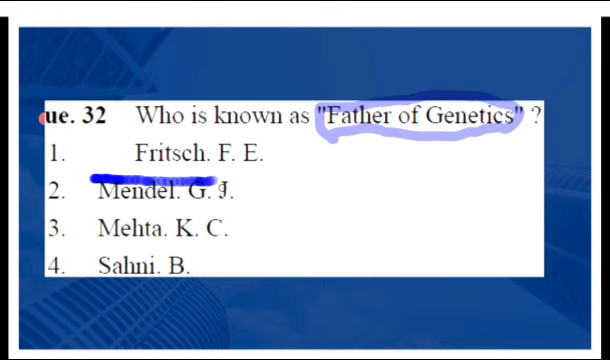 ue. 32 Who is known as "Father of Genetics" ?
1. Fritsch. F. E.
2. Mendel. G. J.
3. Mehta. K. C.
4. Sahni. B.